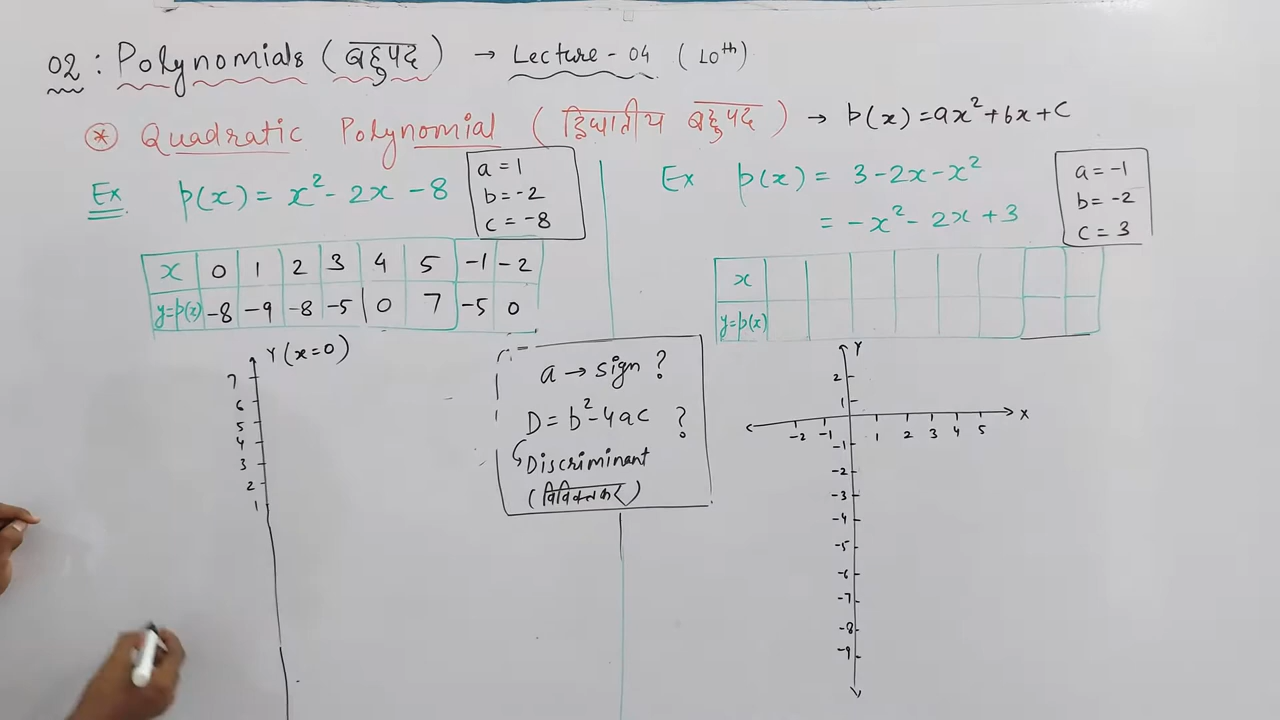 02 : Polynomials (बहुपद) → Lecture - 04 (10th)
* Quadratic Polynomial (द्विघातीय बहुपद) → p(x) = ax² + bx + c
Ex p(x) = x² - 2x - 8
a = 1
b = -2
c = -8
x 0 1 2 3 4 5 -1 -2
y=p(x) -8 -9 -8 -5 0 7 -5 0
Y (x=0)
7
6
5
4
3
2
1
a → sign ?
D = b² - 4ac ?
Discriminant
(विविक्तकर)
Ex p(x) = 3 - 2x - x²
= -x² - 2x + 3
a = -1
b = -2
c = 3
x
y=p(x)
Y
2
1
-2 -1 1 2 3 4 5 X
-1
-2
-3
-4
-5
-6
-7
-8
-9